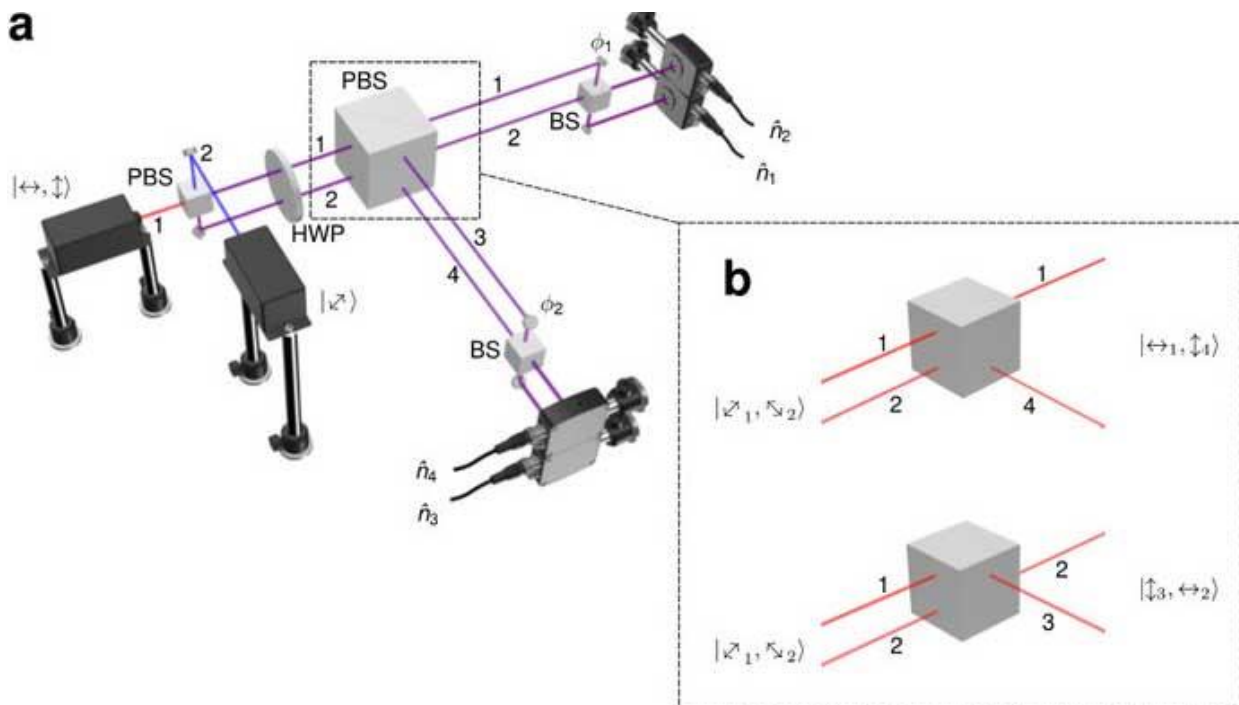 a
ϕ₁
PBS
1
2
BS
n̂₂
n̂₁
|↔, ↕⟩
PBS
2
1
1
2
HWP
3
4
|⤢⟩
ϕ₂
BS
n̂₄
n̂₃
b
1
1
2
4
|⤢₁, ⤡₂⟩
|↔₁, ↕₄⟩
1
2
2
3
|⤢₁, ⤡₂⟩
|↕₃, ↔₂⟩